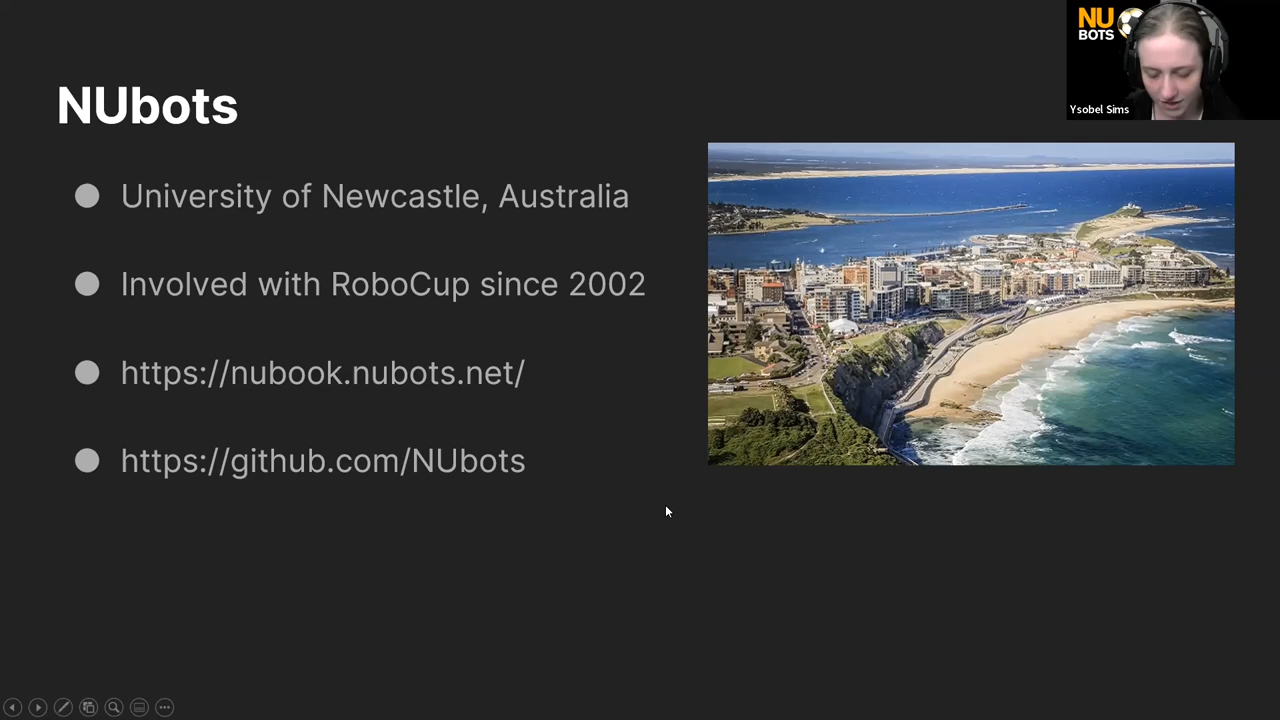 NU
BOTS
Ysobel Sims
NUbots
University of Newcastle, Australia
Involved with RoboCup since 2002
https://nubook.nubots.net/
https://github.com/NUbots